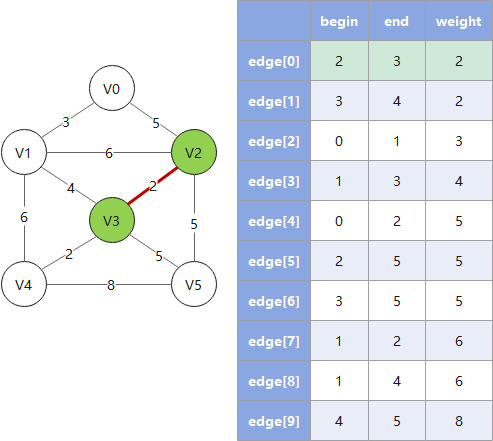 V0
3
5
V1
6
V2
4
2
6
V3
5
2
5
V4
8
V5
begin end weight
edge[0] 2 3 2
edge[1] 3 4 2
edge[2] 0 1 3
edge[3] 1 3 4
edge[4] 0 2 5
edge[5] 2 5 5
edge[6] 3 5 5
edge[7] 1 2 6
edge[8] 1 4 6
edge[9] 4 5 8